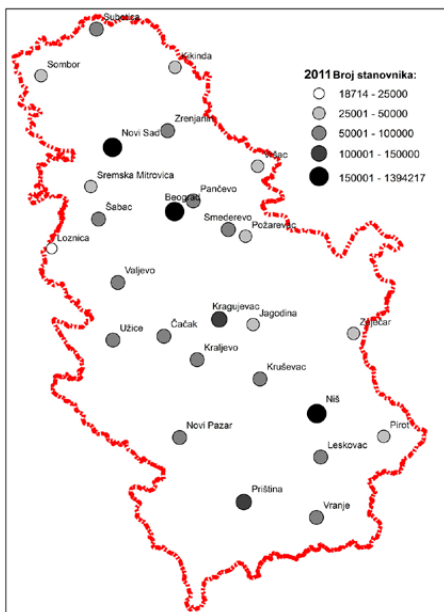 Subotica
Kikinda
Sombor
2011 Broj stanovnika:
18714 - 25000
25001 - 50000
50001 - 100000
100001 - 150000
150001 - 1394217
Zrenjanin
Novi Sad
Vršac
Sremska Mitrovica
Pančevo
Beograd
Šabac
Smederevo
Požarevac
Loznica
Valjevo
Kragujevac
Jagodina
Zaječar
Užice
Čačak
Kraljevo
Kruševac
Niš
Novi Pazar
Pirot
Leskovac
Priština
Vranje